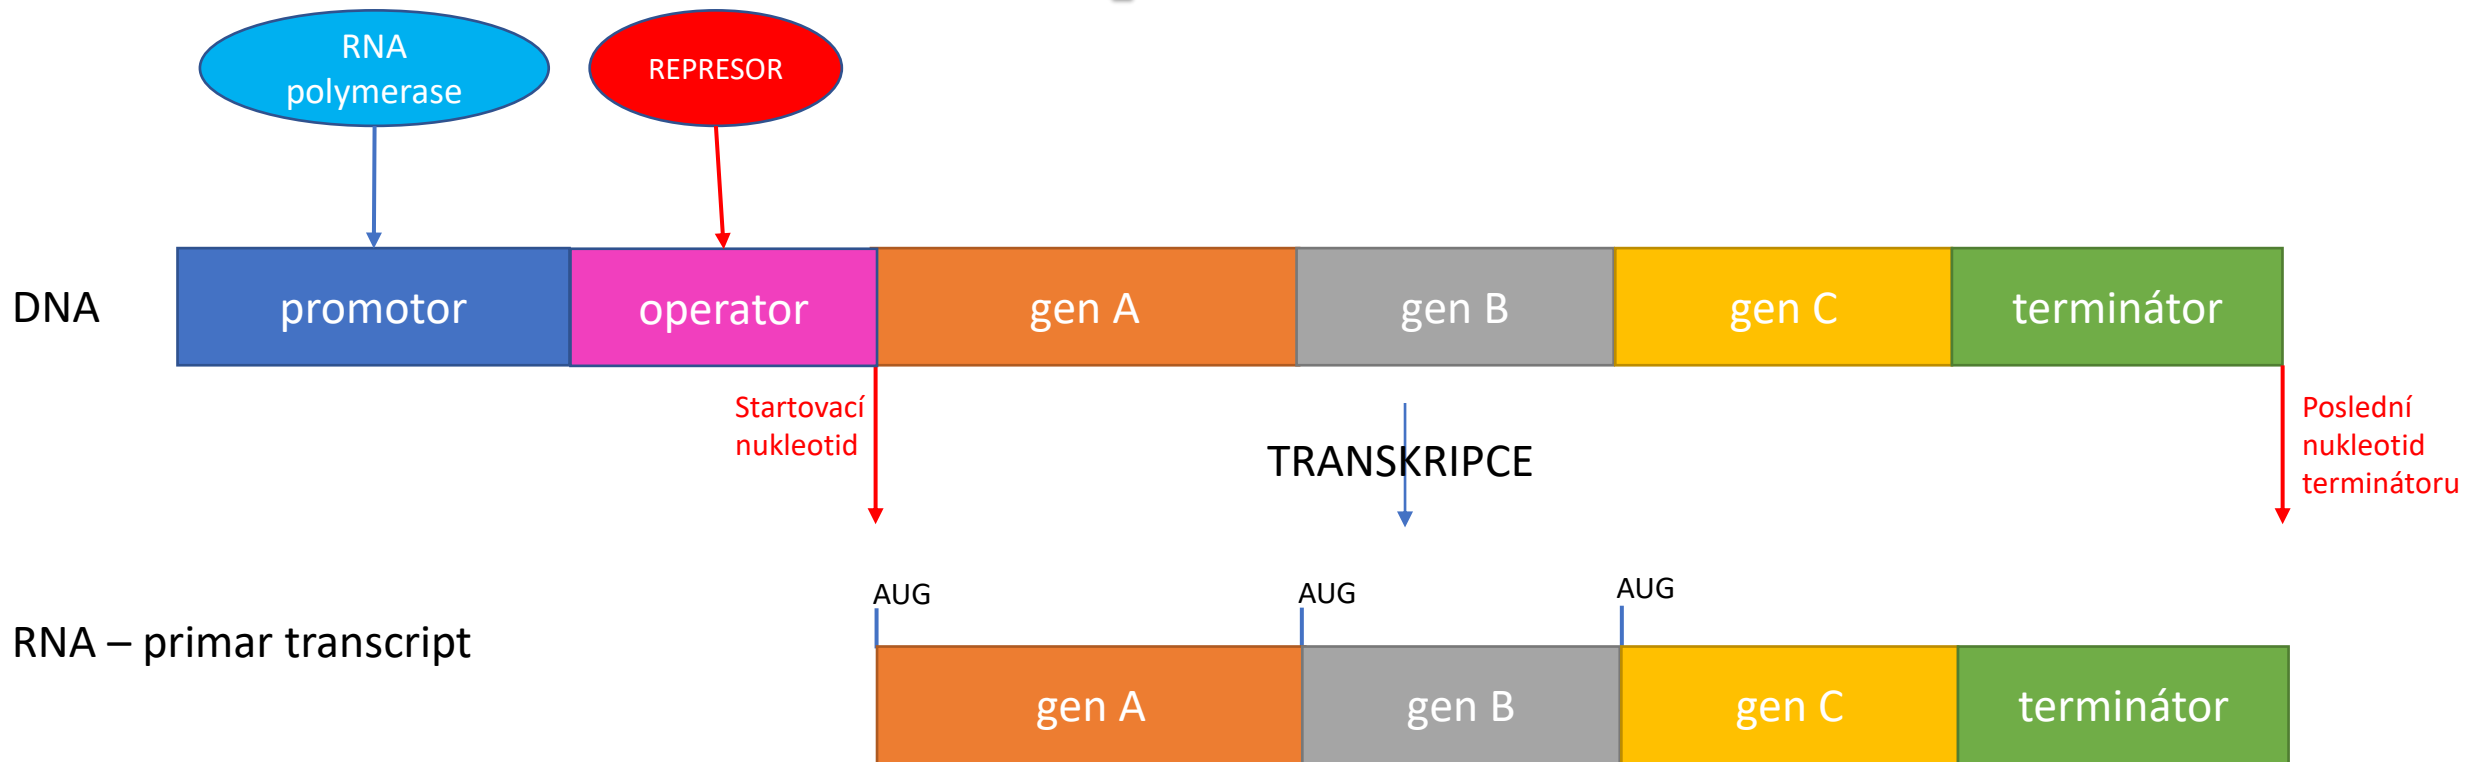 RNA
polymerase
REPRESOR
DNA
promotor
operator
gen A
gen B
gen C
terminátor
Startovací
nukleotid
TRANSKRIPCE
Poslední
nukleotid
terminátoru
AUG
AUG
AUG
RNA – primar transcript
gen A
gen B
gen C
terminátor